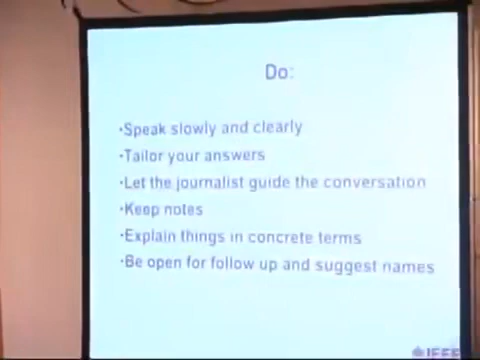 Do:
•Speak slowly and clearly
•Tailor your answers
•Let the journalist guide the conversation
•Keep notes
•Explain things in concrete terms
•Be open for follow up and suggest names